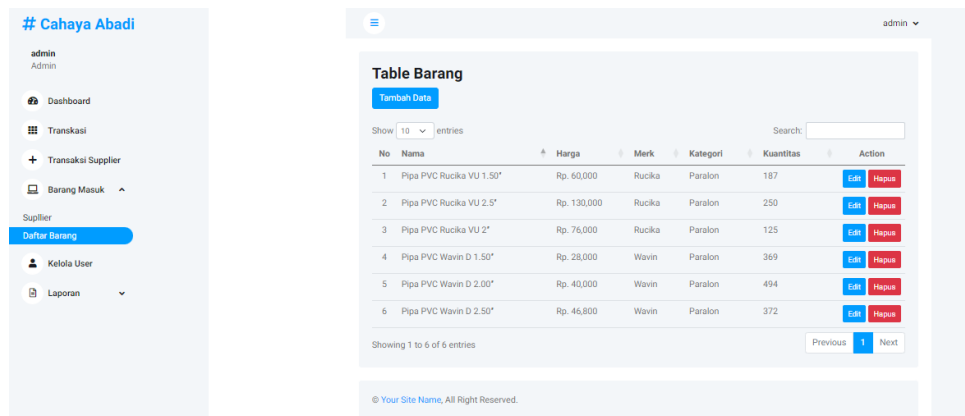 # Cahaya Abadi
admin
Admin
Dashboard
Transkasi
Transaksi Supplier
Barang Masuk
Supllier
Daftar Barang
Kelola User
Laporan
admin
Table Barang
Tambah Data
Show 10 entries Search:
No Nama Harga Merk Kategori Kuantitas Action
1 Pipa PVC Rucika VU 1.50" Rp. 60,000 Rucika Paralon 187 Edit Hapus
2 Pipa PVC Rucika VU 2.5" Rp. 130,000 Rucika Paralon 250 Edit Hapus
3 Pipa PVC Rucika VU 2" Rp. 76,000 Rucika Paralon 125 Edit Hapus
4 Pipa PVC Wavin D 1.50" Rp. 28,000 Wavin Paralon 369 Edit Hapus
5 Pipa PVC Wavin D 2.00" Rp. 40,000 Wavin Paralon 494 Edit Hapus
6 Pipa PVC Wavin D 2.50" Rp. 46,800 Wavin Paralon 372 Edit Hapus
Showing 1 to 6 of 6 entries Previous 1 Next
© Your Site Name, All Right Reserved.